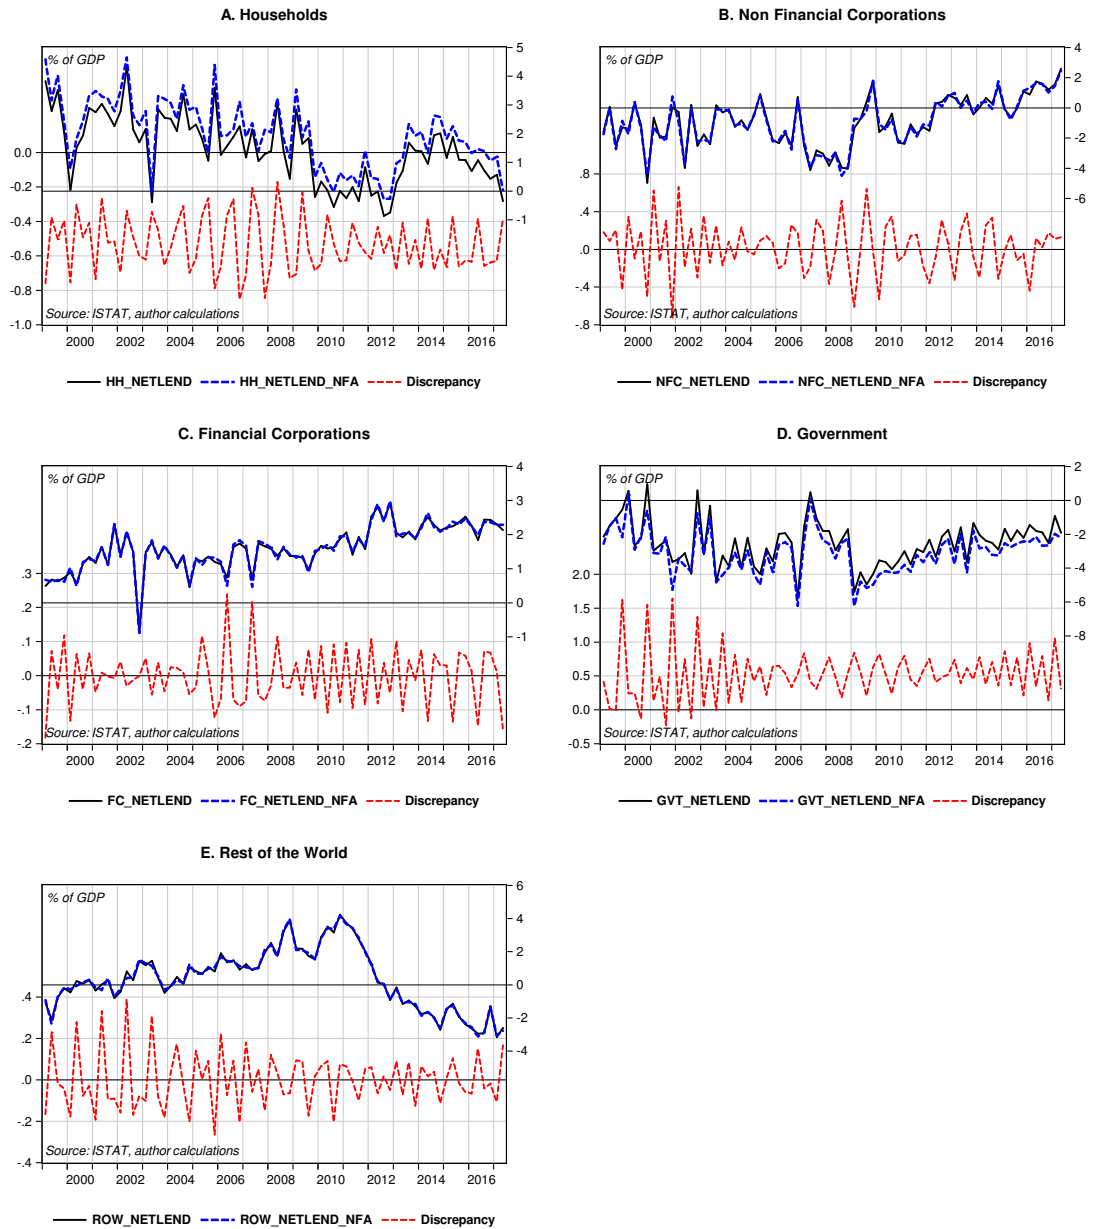 A. Households
% of GDP
5
4
3
2
1
0
-1
0.0
-0.2
-0.4
-0.6
-0.8
-1.0
Source: ISTAT, author calculations
2000 2002 2004 2006 2008 2010 2012 2014 2016
HH_NETLEND HH_NETLEND_NFA Discrepancy
B. Non Financial Corporations
% of GDP
4
2
0
-2
-4
-6
.8
.4
.0
-.4
-.8
Source: ISTAT, author calculations
2000 2002 2004 2006 2008 2010 2012 2014 2016
NFC_NETLEND NFC_NETLEND_NFA Discrepancy
C. Financial Corporations
% of GDP
4
3
2
1
0
-1
.3
.2
.1
.0
-.1
-.2
Source: ISTAT, author calculations
2000 2002 2004 2006 2008 2010 2012 2014 2016
FC_NETLEND FC_NETLEND_NFA Discrepancy
D. Government
% of GDP
2
0
-2
-4
-6
-8
2.0
1.5
1.0
0.5
0.0
-0.5
Source: ISTAT, author calculations
2000 2002 2004 2006 2008 2010 2012 2014 2016
GVT_NETLEND GVT_NETLEND_NFA Discrepancy
E. Rest of the World
% of GDP
6
4
2
0
-2
-4
.4
.2
.0
-.2
-.4
Source: ISTAT, author calculations
2000 2002 2004 2006 2008 2010 2012 2014 2016
ROW_NETLEND ROW_NETLEND_NFA Discrepancy